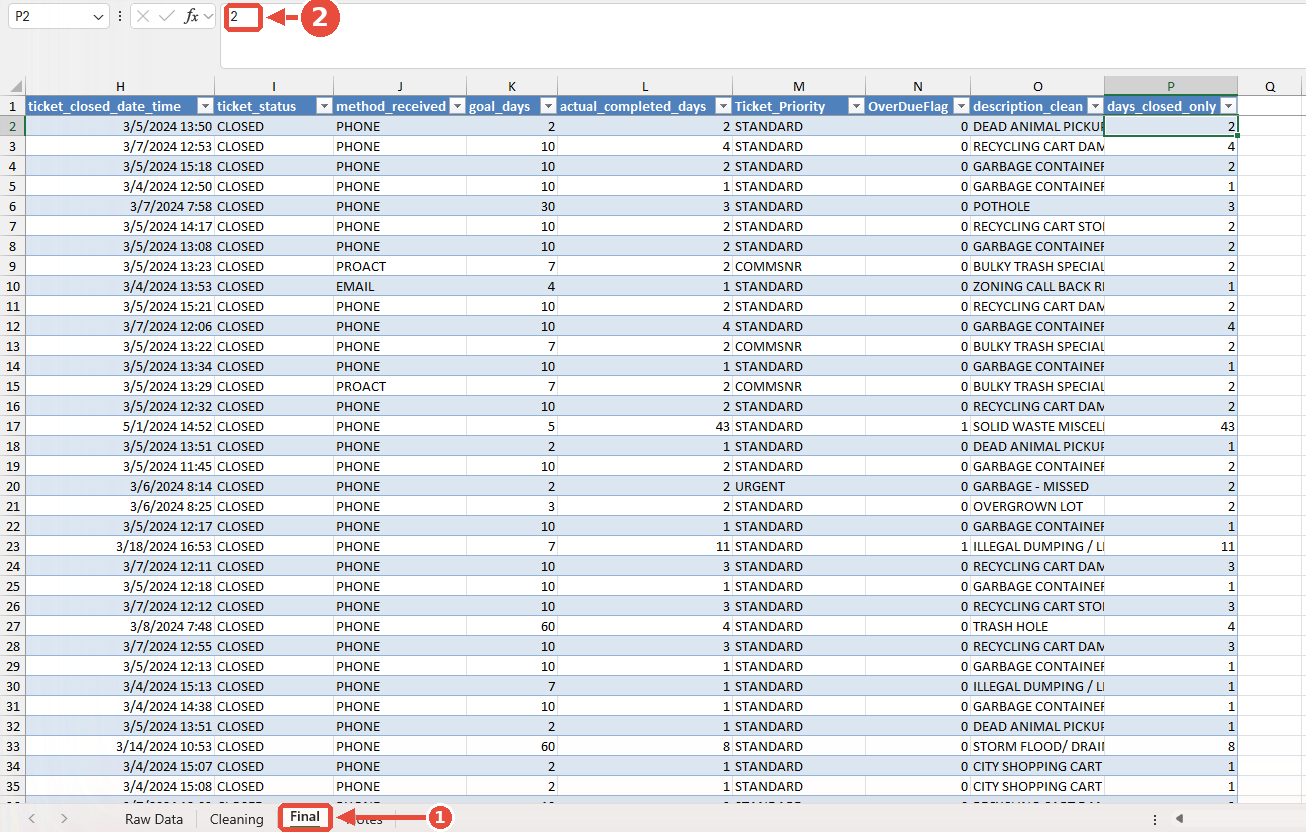 P2 fx 2 2
H I J K L M N O P Q
1 ticket_closed_date_time ticket_status method_received goal_days actual_completed_days Ticket_Priority OverDueFlag description_clean days_closed_only
2 3/5/2024 13:50 CLOSED PHONE 2 2 STANDARD 0 DEAD ANIMAL PICKUP 2
3 3/7/2024 12:53 CLOSED PHONE 10 4 STANDARD 0 RECYCLING CART DAM 4
4 3/5/2024 15:18 CLOSED PHONE 10 2 STANDARD 0 GARBAGE CONTAINER 2
5 3/4/2024 12:50 CLOSED PHONE 10 1 STANDARD 0 GARBAGE CONTAINER 1
6 3/7/2024 7:58 CLOSED PHONE 30 3 STANDARD 0 POTHOLE 3
7 3/5/2024 14:17 CLOSED PHONE 10 2 STANDARD 0 RECYCLING CART STO 2
8 3/5/2024 13:08 CLOSED PHONE 10 2 STANDARD 0 GARBAGE CONTAINER 2
9 3/5/2024 13:23 CLOSED PROACT 7 2 COMMSNR 0 BULKY TRASH SPECIAL 2
10 3/4/2024 13:53 CLOSED EMAIL 4 1 STANDARD 0 ZONING CALL BACK R 1
11 3/5/2024 15:21 CLOSED PHONE 10 2 STANDARD 0 RECYCLING CART DAM 2
12 3/7/2024 12:06 CLOSED PHONE 10 4 STANDARD 0 GARBAGE CONTAINER 4
13 3/5/2024 13:22 CLOSED PHONE 7 2 COMMSNR 0 BULKY TRASH SPECIAL 2
14 3/5/2024 13:34 CLOSED PHONE 10 1 STANDARD 0 GARBAGE CONTAINER 1
15 3/5/2024 13:29 CLOSED PROACT 7 2 COMMSNR 0 BULKY TRASH SPECIAL 2
16 3/5/2024 12:32 CLOSED PHONE 10 2 STANDARD 0 RECYCLING CART DAM 2
17 5/1/2024 14:52 CLOSED PHONE 5 43 STANDARD 1 SOLID WASTE MISCEL 43
18 3/5/2024 13:51 CLOSED PHONE 2 1 STANDARD 0 DEAD ANIMAL PICKUP 1
19 3/5/2024 11:45 CLOSED PHONE 10 2 STANDARD 0 GARBAGE CONTAINER 2
20 3/6/2024 8:14 CLOSED PHONE 2 2 URGENT 0 GARBAGE - MISSED 2
21 3/6/2024 8:25 CLOSED PHONE 3 2 STANDARD 0 OVERGROWN LOT 2
22 3/5/2024 12:17 CLOSED PHONE 10 1 STANDARD 0 GARBAGE CONTAINER 1
23 3/18/2024 16:53 CLOSED PHONE 7 11 STANDARD 1 ILLEGAL DUMPING / L 11
24 3/7/2024 12:11 CLOSED PHONE 10 3 STANDARD 0 RECYCLING CART DAM 3
25 3/5/2024 12:18 CLOSED PHONE 10 1 STANDARD 0 GARBAGE CONTAINER 1
26 3/7/2024 12:12 CLOSED PHONE 10 3 STANDARD 0 RECYCLING CART STO 3
27 3/8/2024 7:48 CLOSED PHONE 60 4 STANDARD 0 TRASH HOLE 4
28 3/7/2024 12:55 CLOSED PHONE 10 3 STANDARD 0 RECYCLING CART DAM 3
29 3/5/2024 12:13 CLOSED PHONE 10 1 STANDARD 0 GARBAGE CONTAINER 1
30 3/4/2024 15:13 CLOSED PHONE 7 1 STANDARD 0 ILLEGAL DUMPING / L 1
31 3/4/2024 14:38 CLOSED PHONE 10 1 STANDARD 0 GARBAGE CONTAINER 1
32 3/5/2024 13:51 CLOSED PHONE 2 1 STANDARD 0 DEAD ANIMAL PICKUP 1
33 3/14/2024 10:53 CLOSED PHONE 60 8 STANDARD 0 STORM FLOOD/ DRAI 8
34 3/4/2024 15:07 CLOSED PHONE 2 1 STANDARD 0 CITY SHOPPING CART 1
35 3/4/2024 15:08 CLOSED PHONE 2 1 STANDARD 0 CITY SHOPPING CART 1
Raw Data Cleaning Final Notes 1